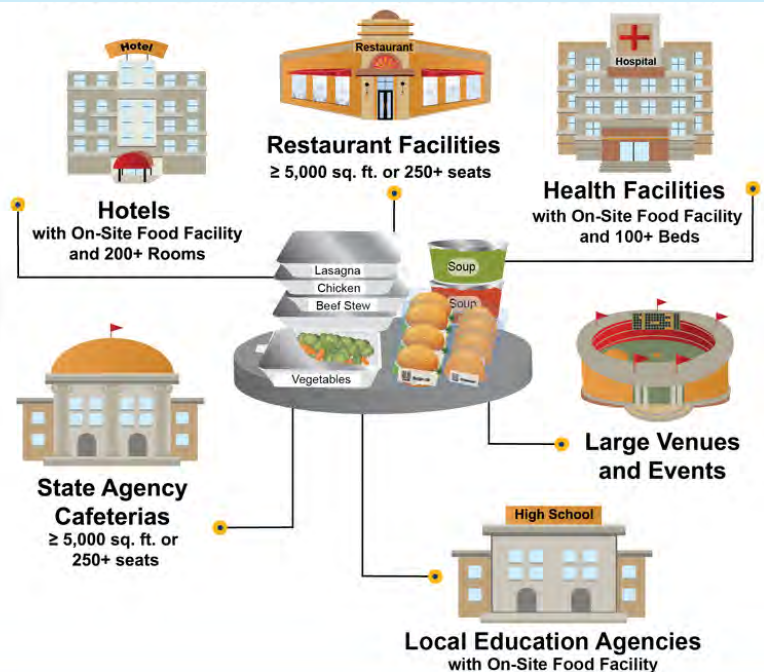 Hotel
Hotels
with On-Site Food Facility
and 200+ Rooms
Restaurant
Restaurant Facilities
≥ 5,000 sq. ft. or 250+ seats
Hospital
Health Facilities
with On-Site Food Facility
and 100+ Beds
Lasagna
Chicken
Beef Stew
Vegetables
Soup
Soup
State Agency
Cafeterias
≥ 5,000 sq. ft. or
250+ seats
Large Venues
and Events
High School
Local Education Agencies
with On-Site Food Facility